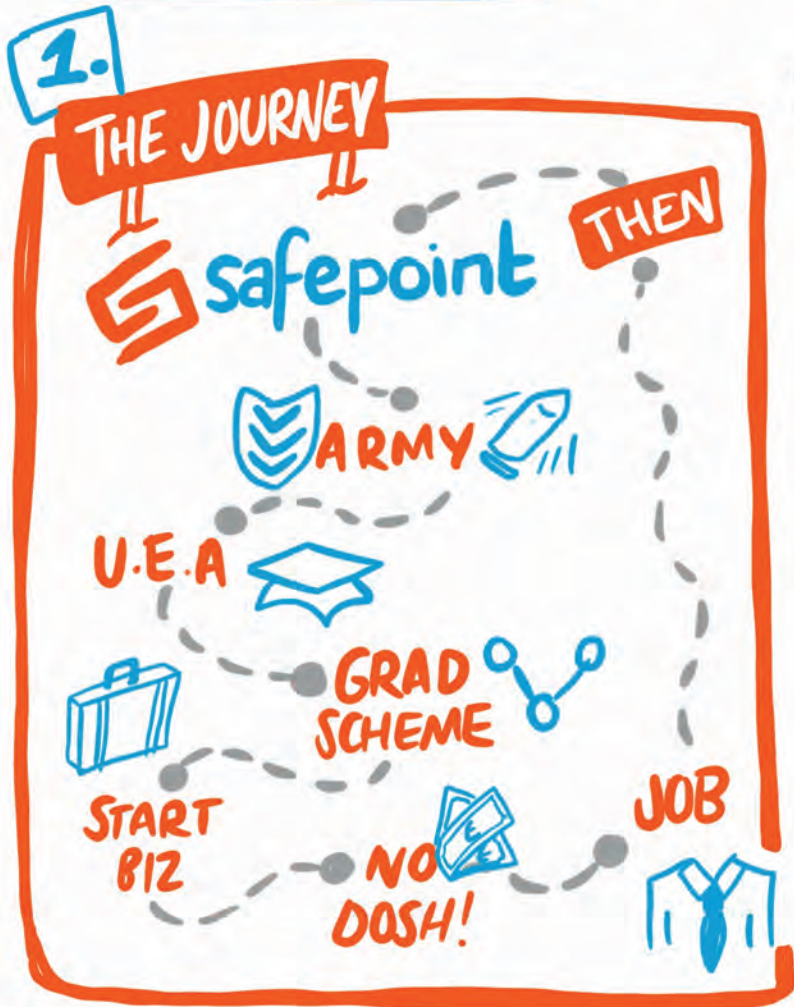 1.
THE JOURNEY
safepoint
THEN
ARMY
U.E.A
GRAD
SCHEME
START
BIZ
NO
DOSH!
JOB